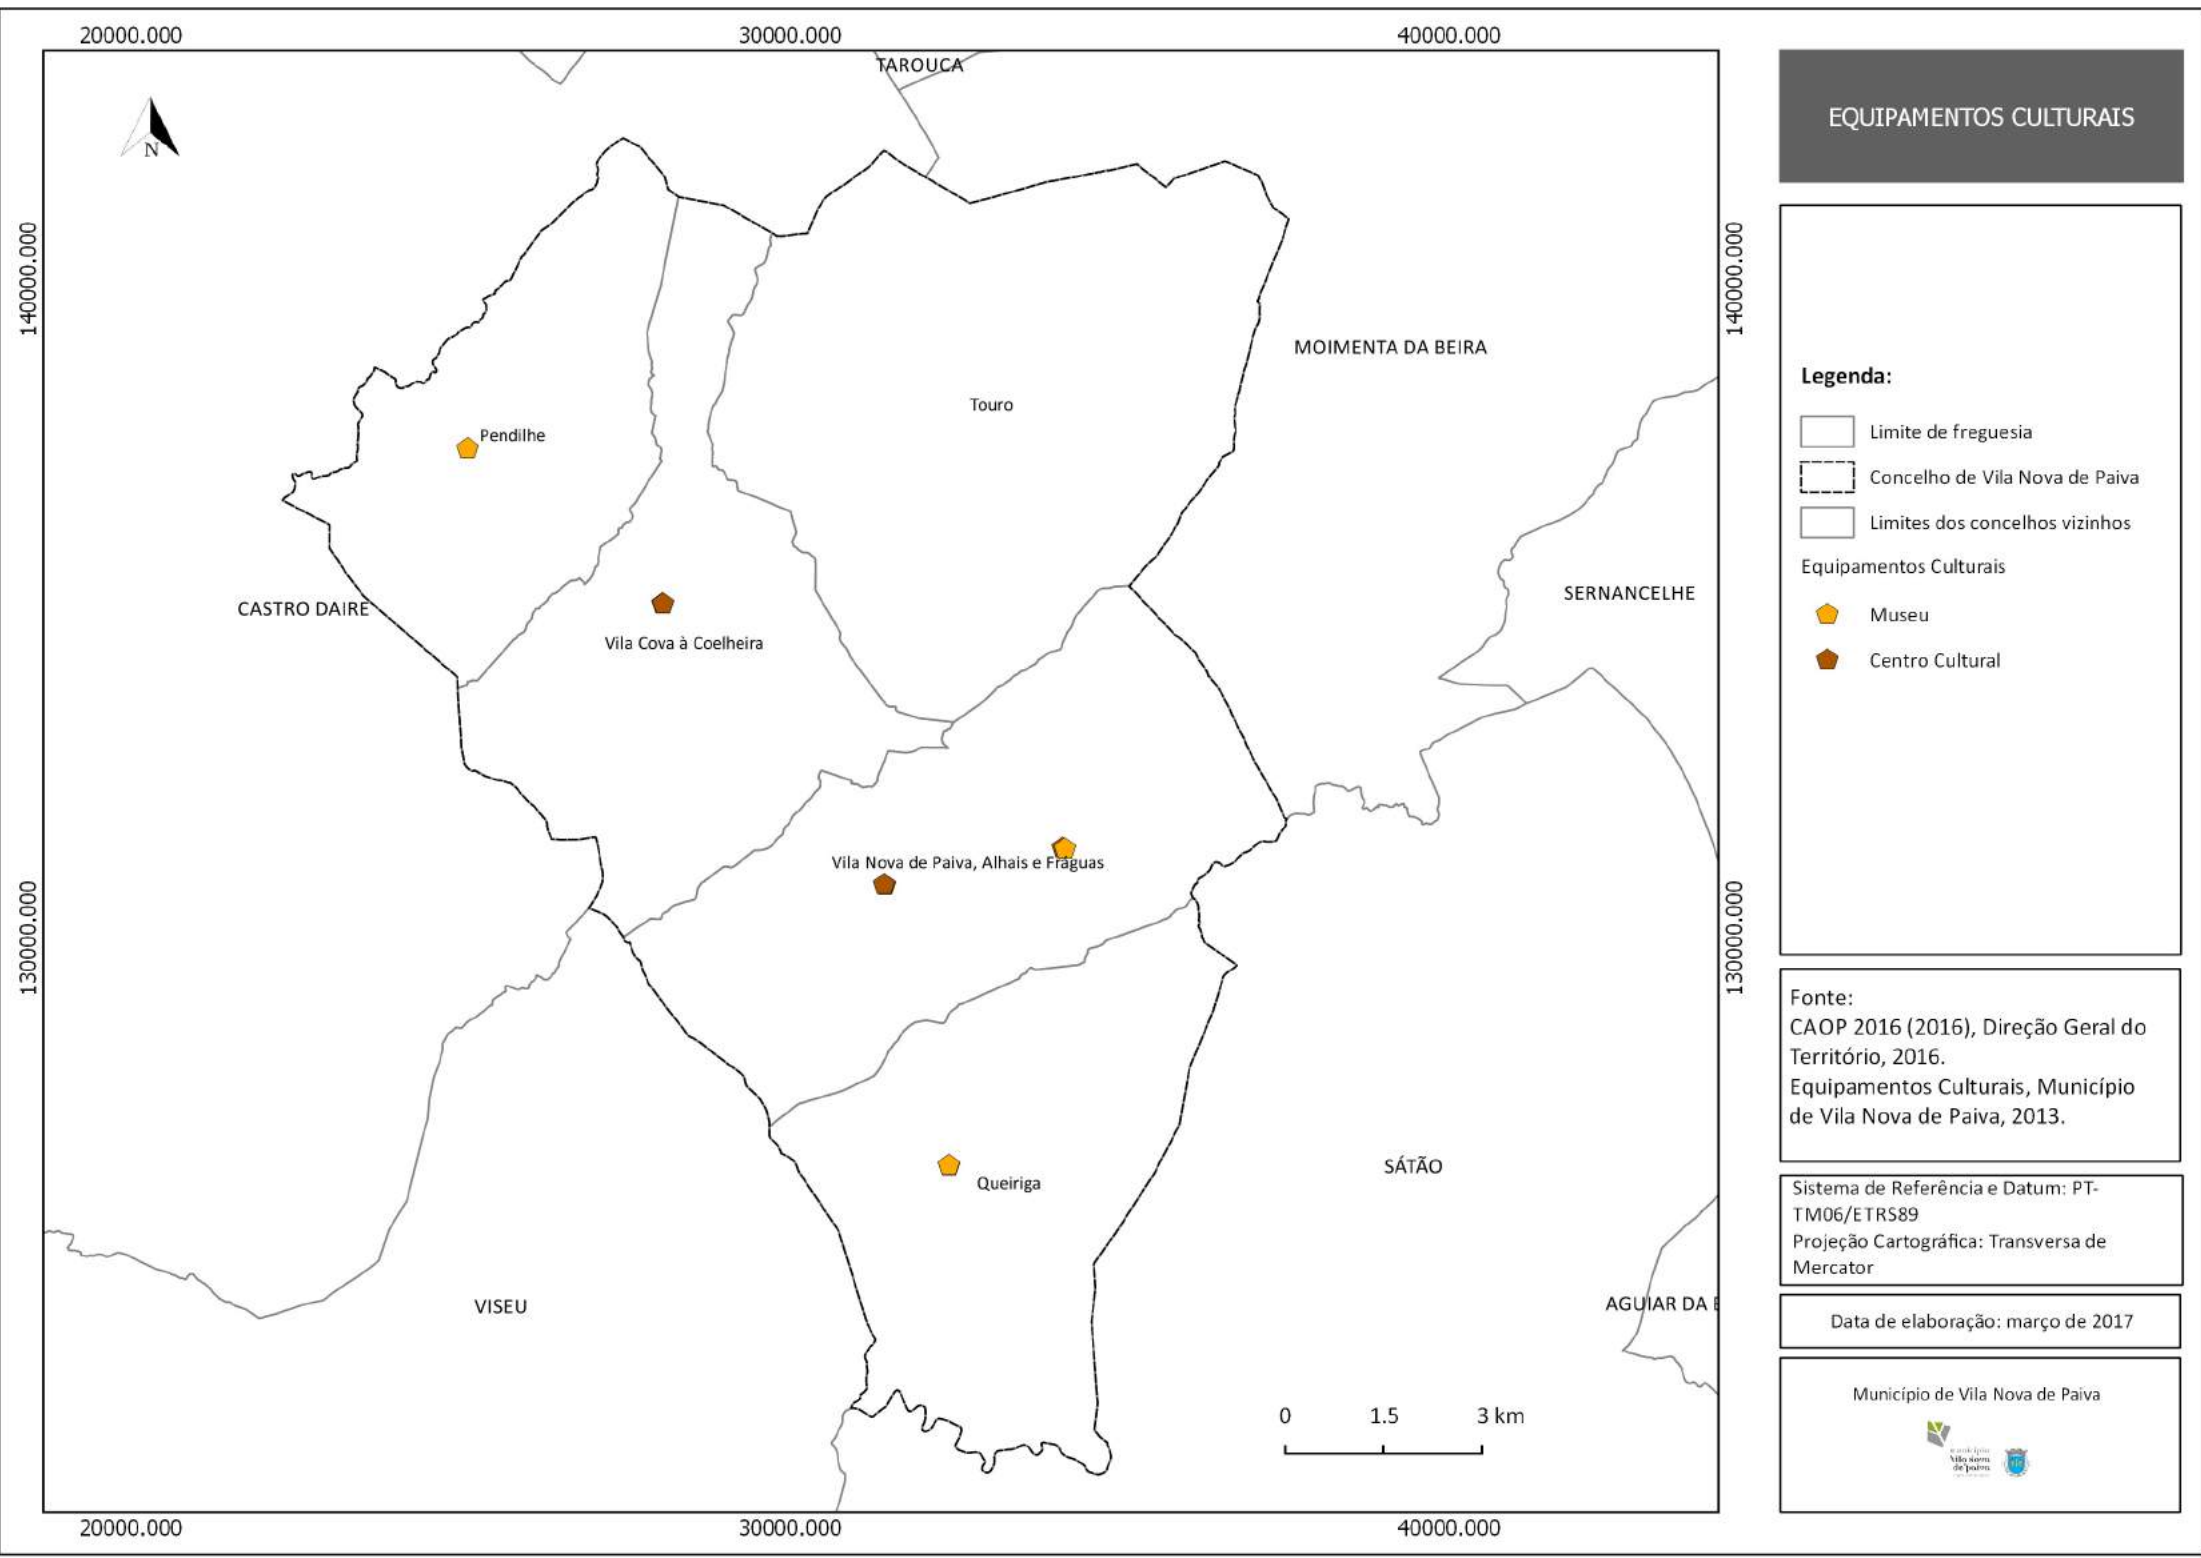 20000.000
30000.000
40000.000
TAROUCA
N
140000.000
140000.000
MOIMENTA DA BEIRA
Touro
Pendilhe
CASTRO DAIRE
SERNANCELHE
Vila Cova à Coelheira
Vila Nova de Paiva, Alhais e Fráguas
130000.000
130000.000
Queiriga
SÁTÃO
VISEU
AGUIAR DA
0
1.5
3 km
20000.000
30000.000
40000.000
EQUIPAMENTOS CULTURAIS
Legenda:
Limite de freguesia
Concelho de Vila Nova de Paiva
Limites dos concelhos vizinhos
Equipamentos Culturais
Museu
Centro Cultural
Fonte:
CAOP 2016 (2016), Direção Geral do
Território, 2016.
Equipamentos Culturais, Município
de Vila Nova de Paiva, 2013.
Sistema de Referência e Datum: PT-
TM06/ETRS89
Projeção Cartográfica: Transversa de
Mercator
Data de elaboração: março de 2017
Município de Vila Nova de Paiva
município
vila nova
de paiva